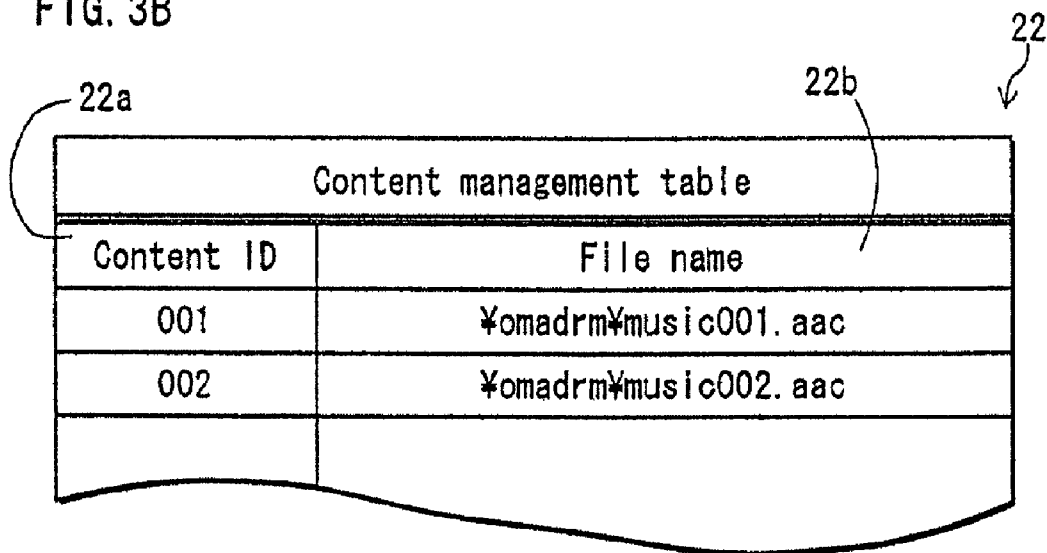 FIG. 3B
22
22a
22b
Content management table
Content ID File name
001 ¥omadrm¥music001.aac
002 ¥omadrm¥music002.aac